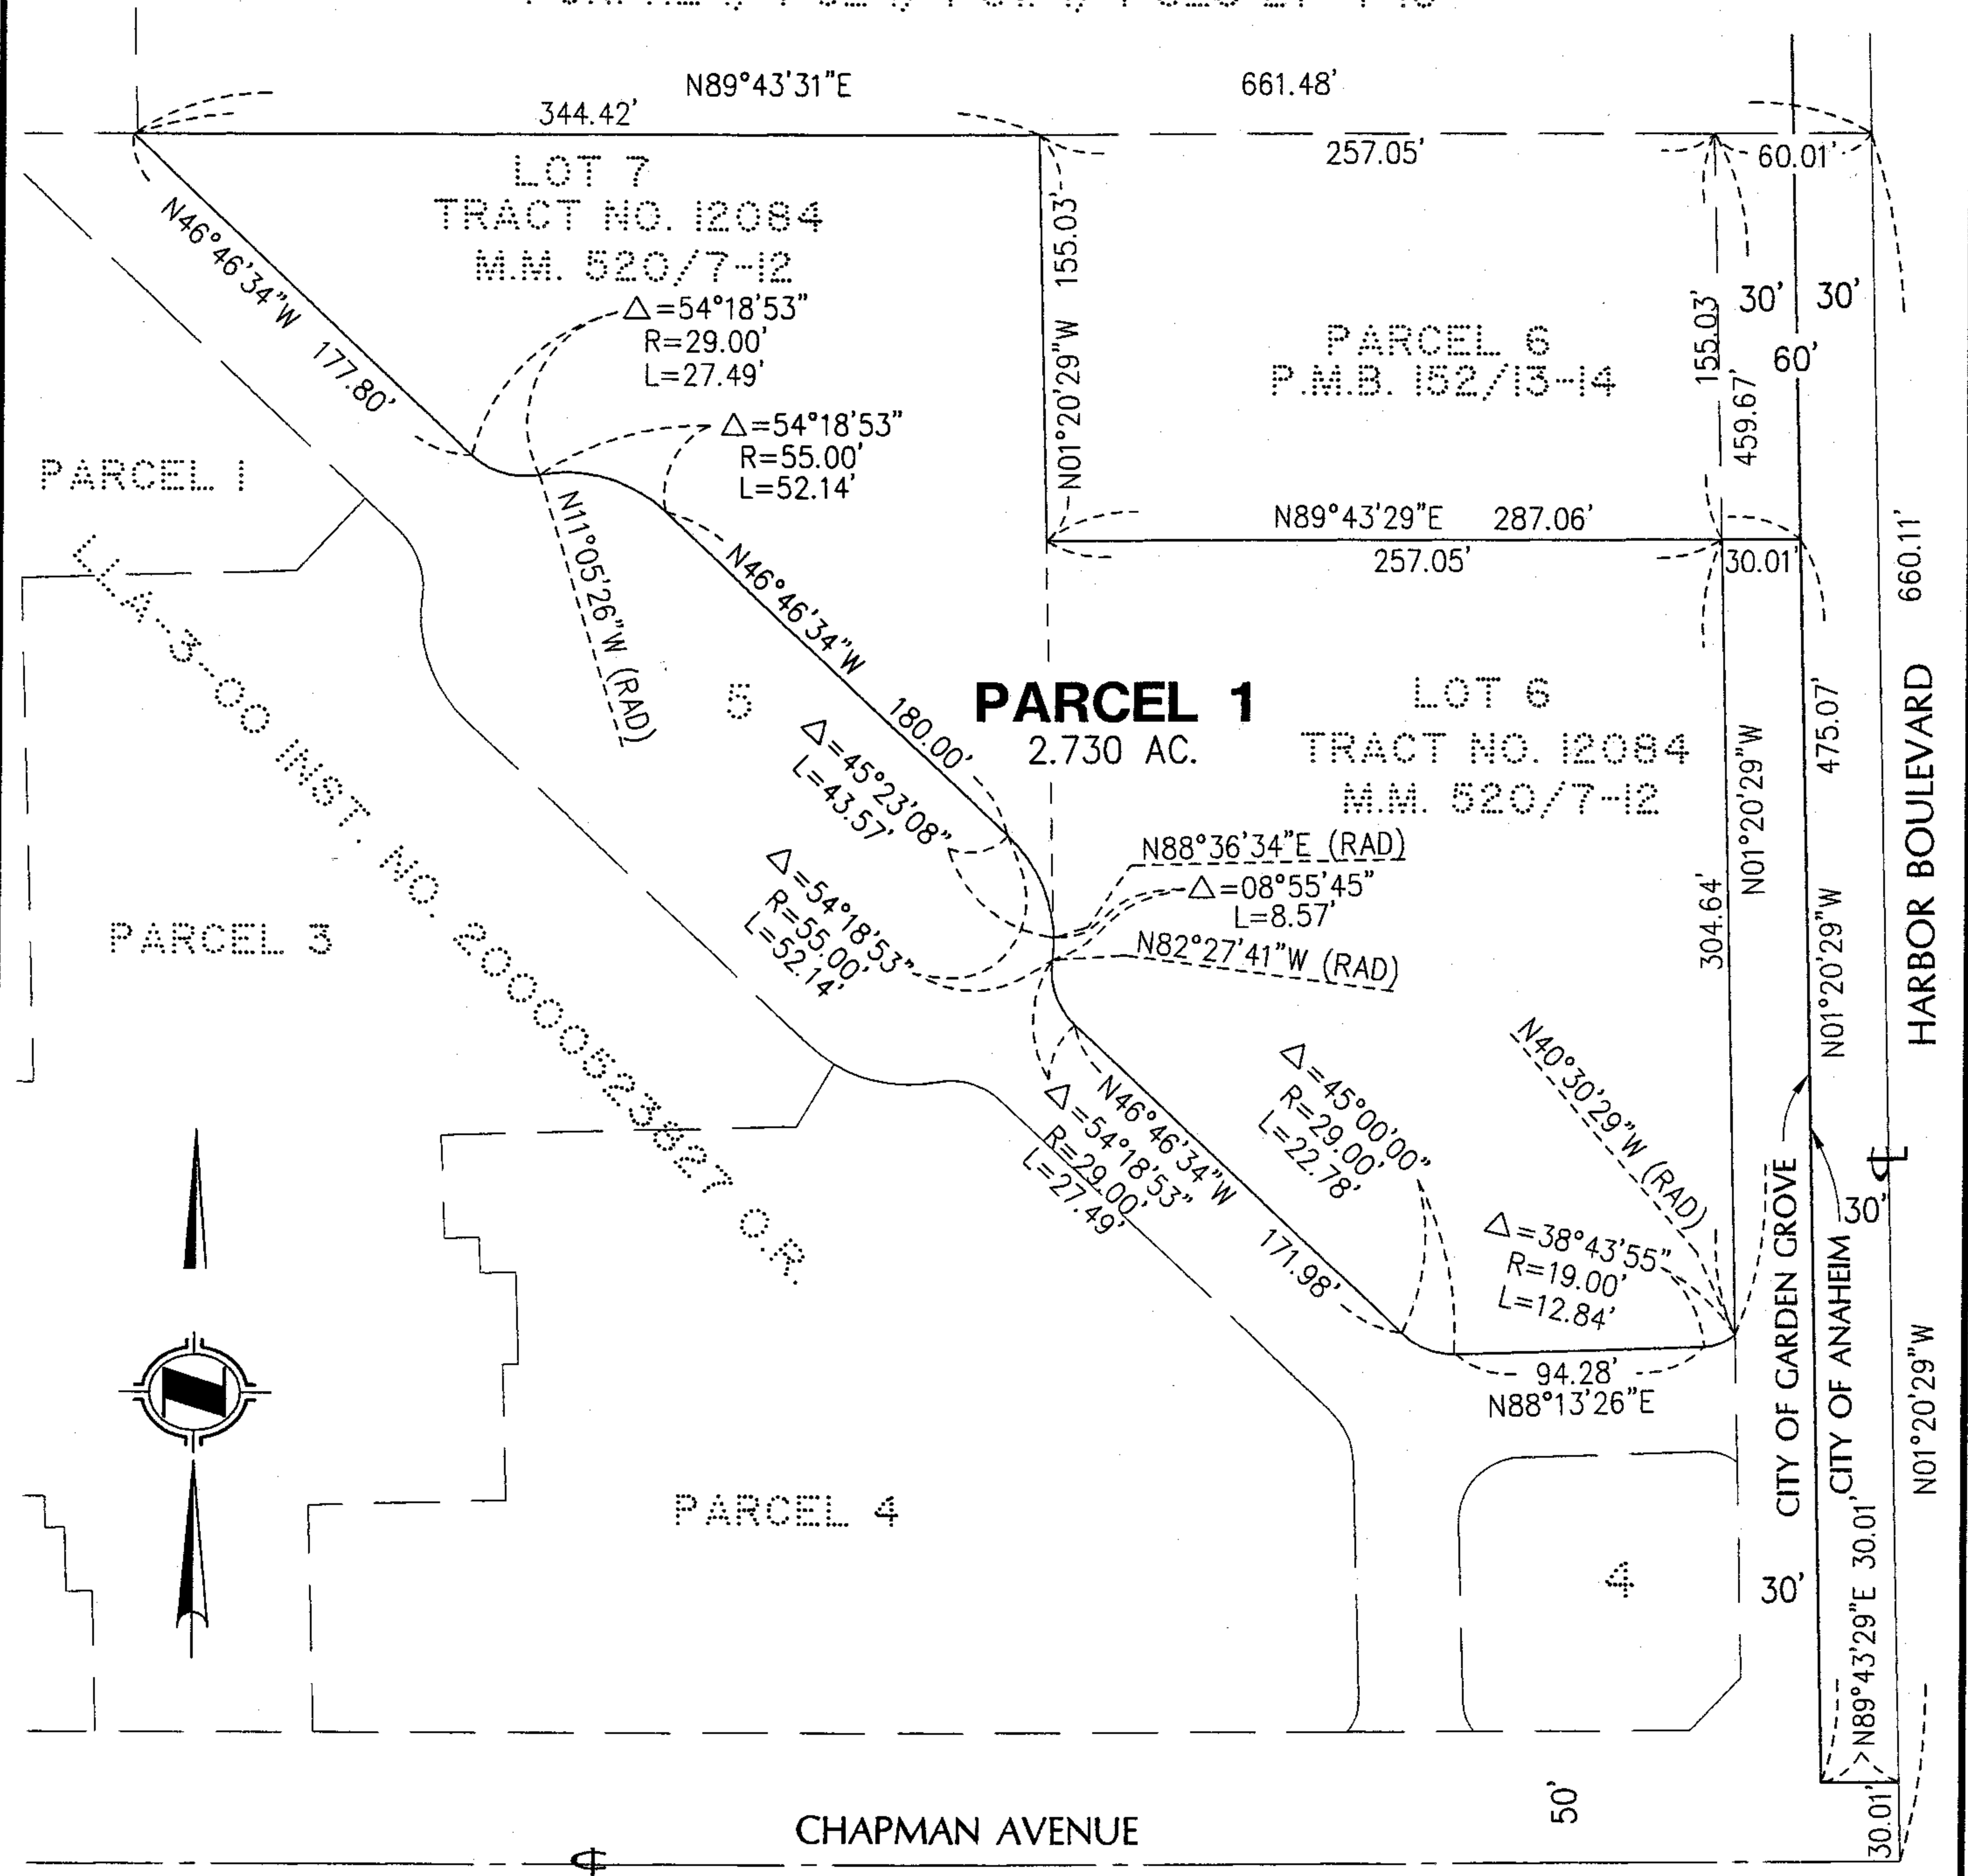 N89°43'31"E
661.48'
344.42'
257.05'
60.01'
LOT 7
TRACT NO. 12084
M.M. 520/7-12
N46°46'34"W 177.80'
△=54°18'53"
R=29.00'
L=27.49'
△=54°18'53"
R=55.00'
L=52.14'
N01°20'29"W 155.03'
PARCEL 6
P.M.B. 152/13-14
155.03'
459.67'
30'
30'
60'
N89°43'29"E 287.06'
257.05'
30.01'
660.11'
PARCEL 1
LLA-3-00 INST. NO. 20000523827 O.R.
N11°05'26"W (RAD)
N46°46'34"W 180.00'
5
PARCEL 1
2.730 AC.
LOT 6
TRACT NO. 12084
M.M. 520/7-12
△=45°23'08"
L=43.57'
△=54°18'53"
R=55.00'
L=52.14'
N88°36'34"E (RAD)
△=08°55'45"
L=8.57'
N82°27'41"W (RAD)
304.64'
N01°20'29"W
475.07'
N01°20'29"W
HARBOR BOULEVARD
PARCEL 3
△=54°18'53"
R=29.00'
L=27.49'
N46°46'34"W
171.98'
△=45°00'00"
R=29.00'
L=22.78'
N40°30'29"W (RAD)
△=38°43'55"
R=19.00'
L=12.84'
94.28'
N88°13'26"E
CITY OF GARDEN GROVE
CITY OF ANAHEIM
30'
N01°20'29"W
PARCEL 4
4
30'
N89°43'29"E 30.01'
50'
30.01'
CHAPMAN AVENUE